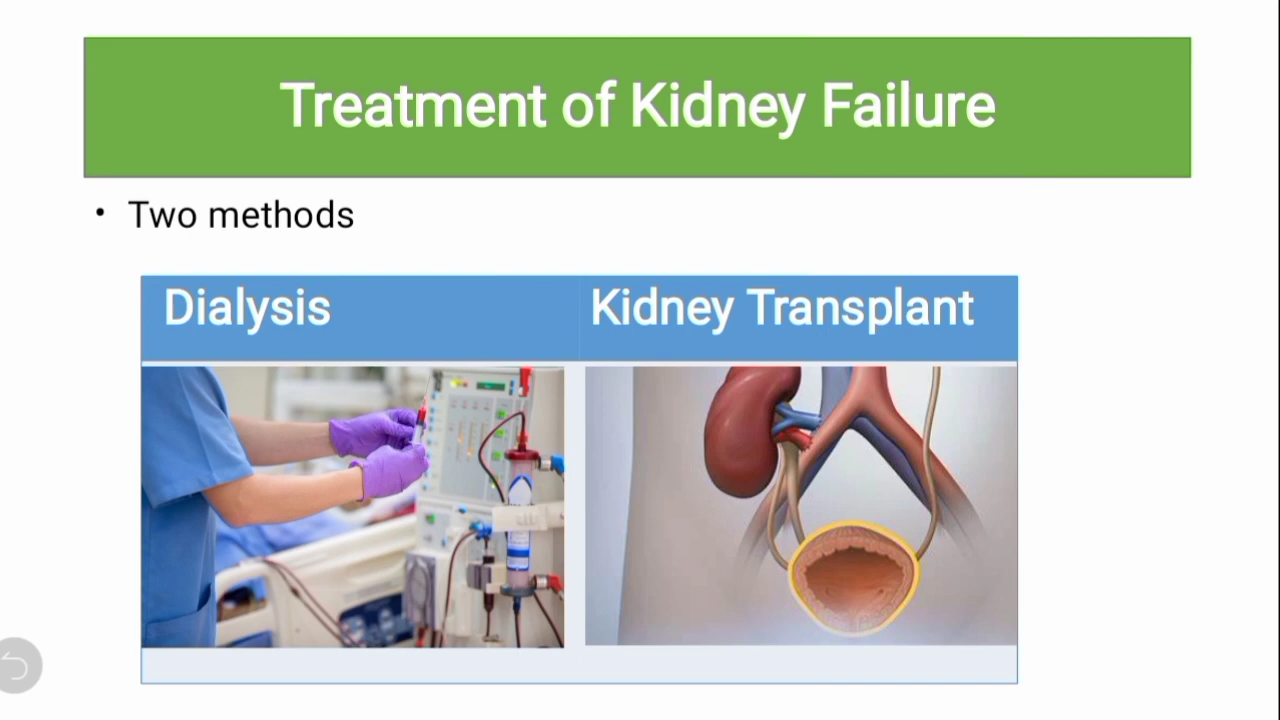 Treatment of Kidney Failure
• Two methods
Dialysis
Kidney Transplant